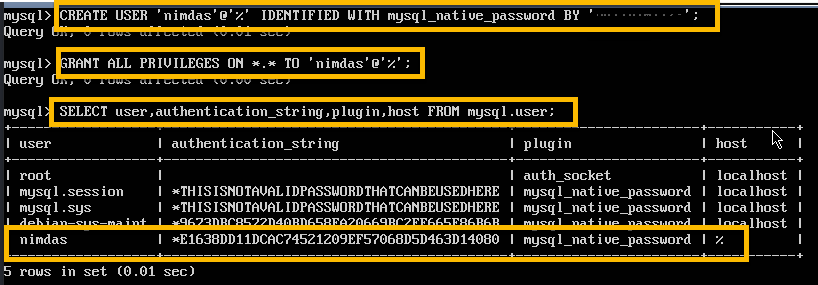 mysql> CREATE USER 'nimdas'@'%' IDENTIFIED WITH mysql_native_password BY '';
Query OK, 0 rows affected (0.01 sec)
mysql> GRANT ALL PRIVILEGES ON *.* TO 'nimdas'@'%';
Query OK, 0 rows affected (0.00 sec)
mysql> SELECT user,authentication_string,plugin,host FROM mysql.user;
| user | authentication_string | plugin | host |
| root | | auth_socket | localhost |
| mysql.session | *THISISNOTAVALIDPASSWORDTHATCANBEUSEDHERE | mysql_native_password | localhost |
| mysql.sys | *THISISNOTAVALIDPASSWORDTHATCANBEUSEDHERE | mysql_native_password | localhost |
| debian-sys-maint | | mysql_native_password | localhost |
| nimdas | *E1638DD11DCAC74521209EF57068D5D463D14080 | mysql_native_password | % |
5 rows in set (0.01 sec)